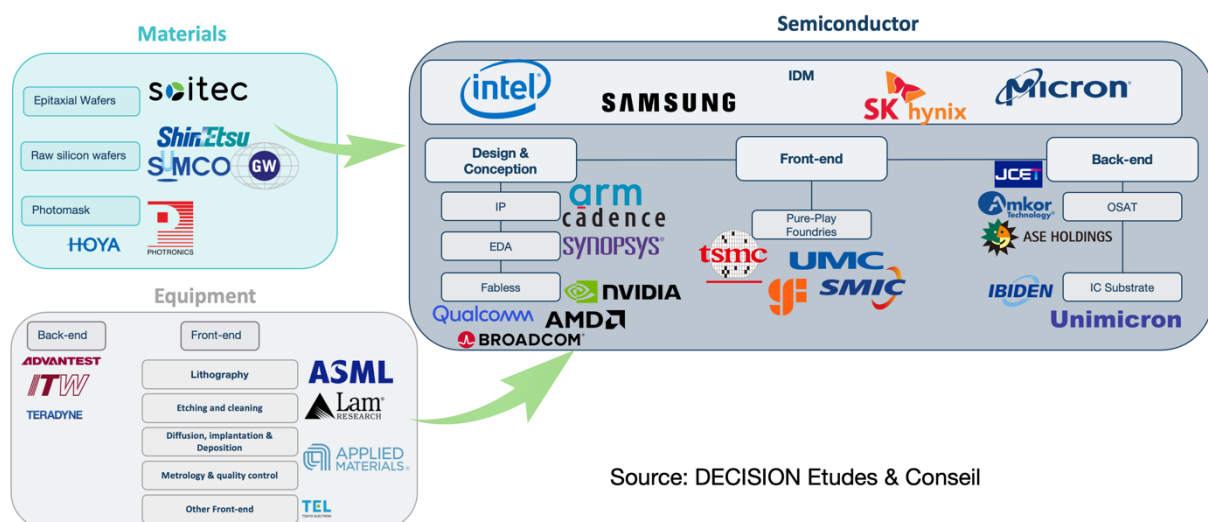 Materials
Epitaxial Wafers
soitec
Raw silicon wafers
ShinEtsu
SUMCO
GW
Photomask
HOYA
PHOTRONICS
Equipment
Back-end
Front-end
ADVANTEST
ITW
TERADYNE
Lithography
ASML
Etching and cleaning
Lam
RESEARCH
Diffusion, implantation &
Deposition
APPLIED
MATERIALS®
Metrology & quality control
Other Front-end
TEL
TOKYO ELECTRON
Semiconductor
IDM
intel
SAMSUNG
SK hynix
Micron
Design &
Conception
Front-end
Back-end
IP
arm
cadence
EDA
SYNOPSYS®
Fabless
NVIDIA
Qualcomm
AMD
BROADCOM®
Pure-Play
Foundries
tsmc
UMC
gf
SMIC
JCET
Amkor
Technology®
OSAT
ASE HOLDINGS
IBIDEN
IC Substrate
Unimicron
Source: DECISION Etudes & Conseil